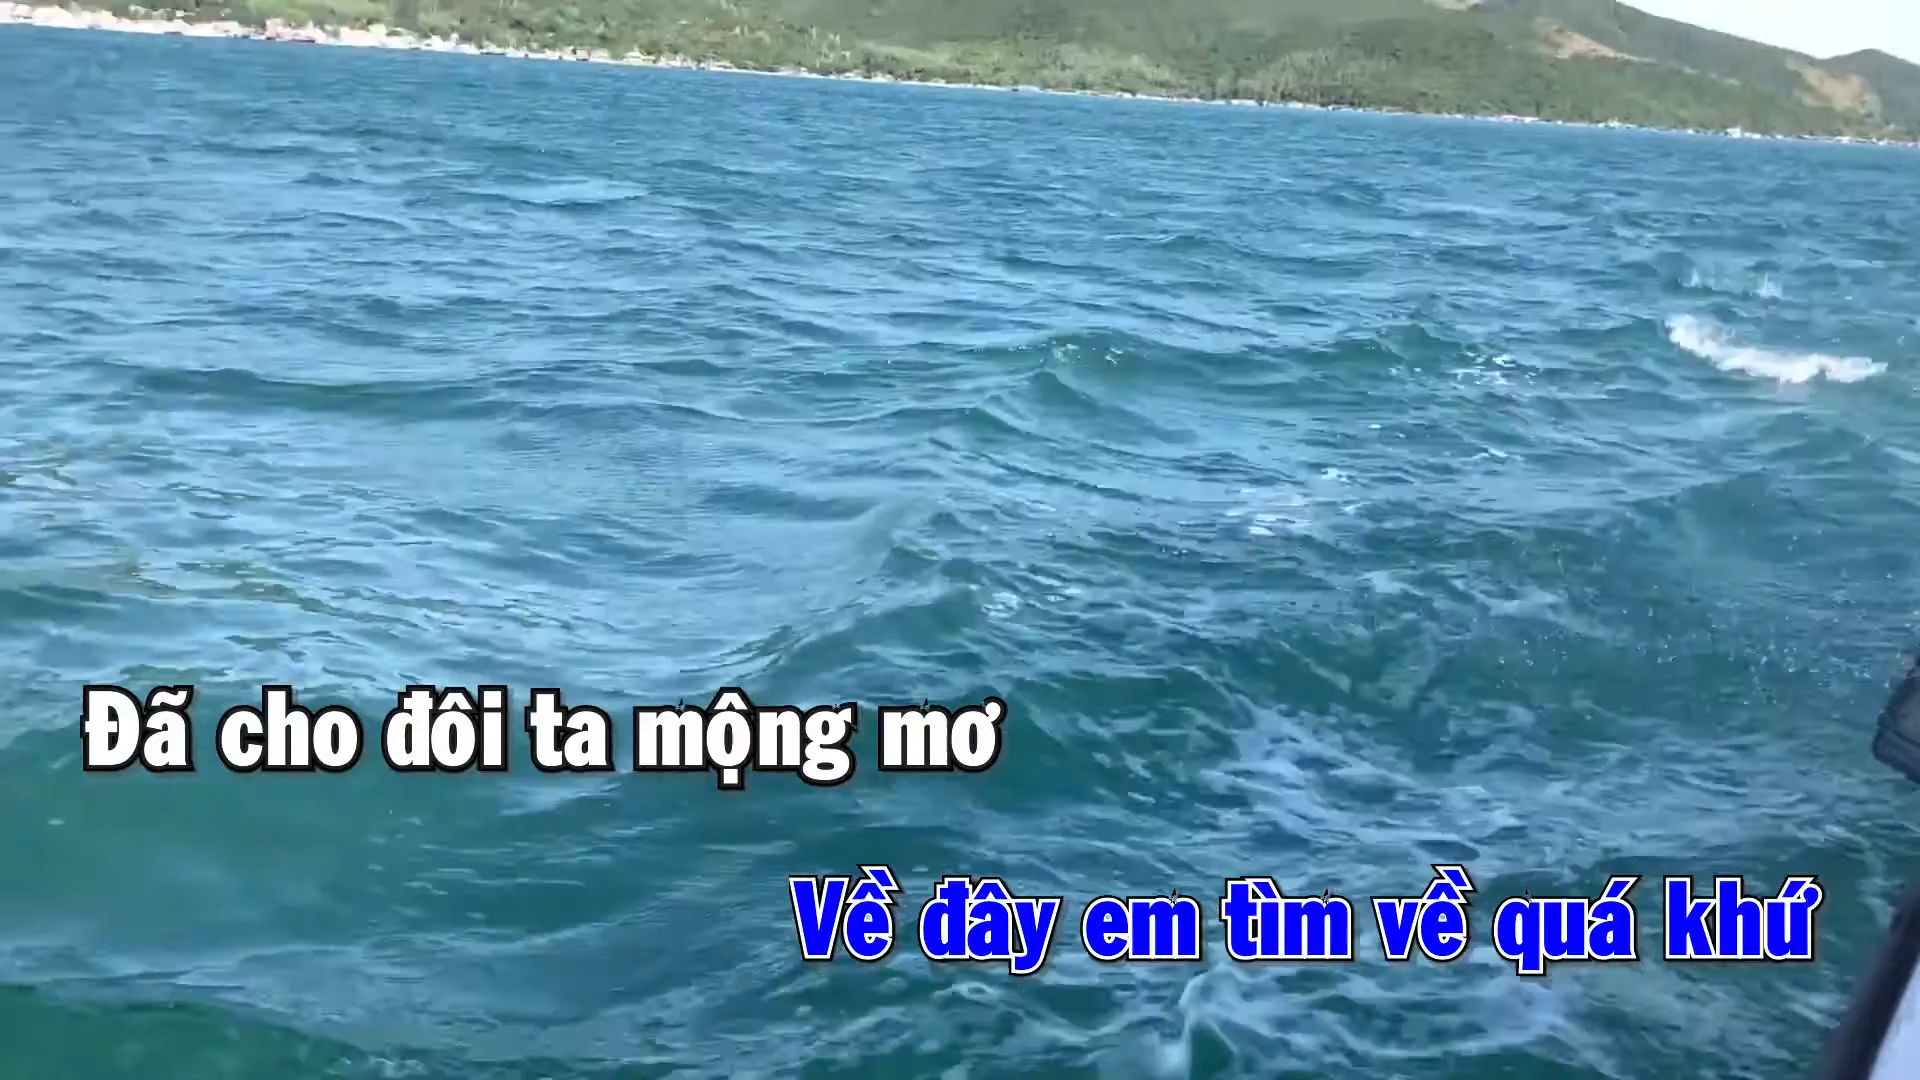 Đã cho đôi ta mộng mơ
Về đây em tìm về quá khứ